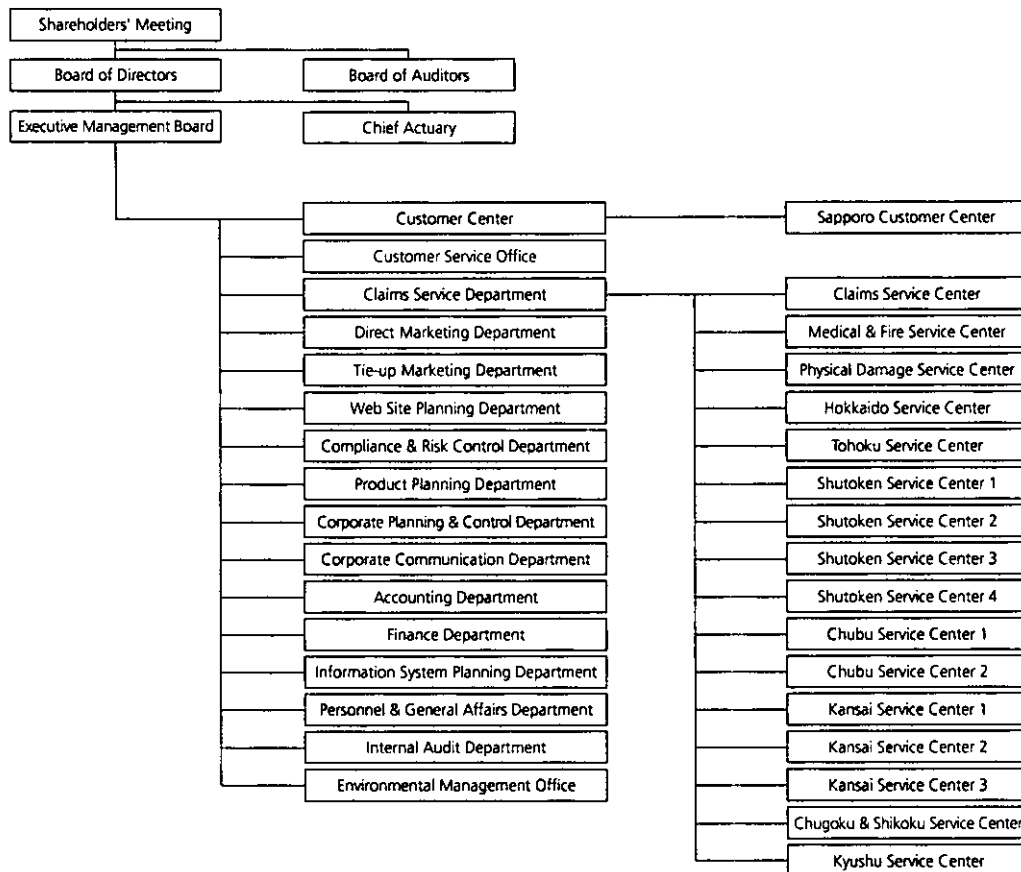 Shareholders' Meeting
Board of Directors
Board of Auditors
Executive Management Board
Chief Actuary
Customer Center
Sapporo Customer Center
Customer Service Office
Claims Service Department
Claims Service Center
Direct Marketing Department
Medical & Fire Service Center
Tie-up Marketing Department
Physical Damage Service Center
Web Site Planning Department
Hokkaido Service Center
Compliance & Risk Control Department
Tohoku Service Center
Product Planning Department
Shutoken Service Center 1
Corporate Planning & Control Department
Shutoken Service Center 2
Corporate Communication Department
Shutoken Service Center 3
Accounting Department
Shutoken Service Center 4
Finance Department
Chubu Service Center 1
Information System Planning Department
Chubu Service Center 2
Personnel & General Affairs Department
Kansai Service Center 1
Internal Audit Department
Kansai Service Center 2
Environmental Management Office
Kansai Service Center 3
Chugoku & Shikoku Service Center
Kyushu Service Center